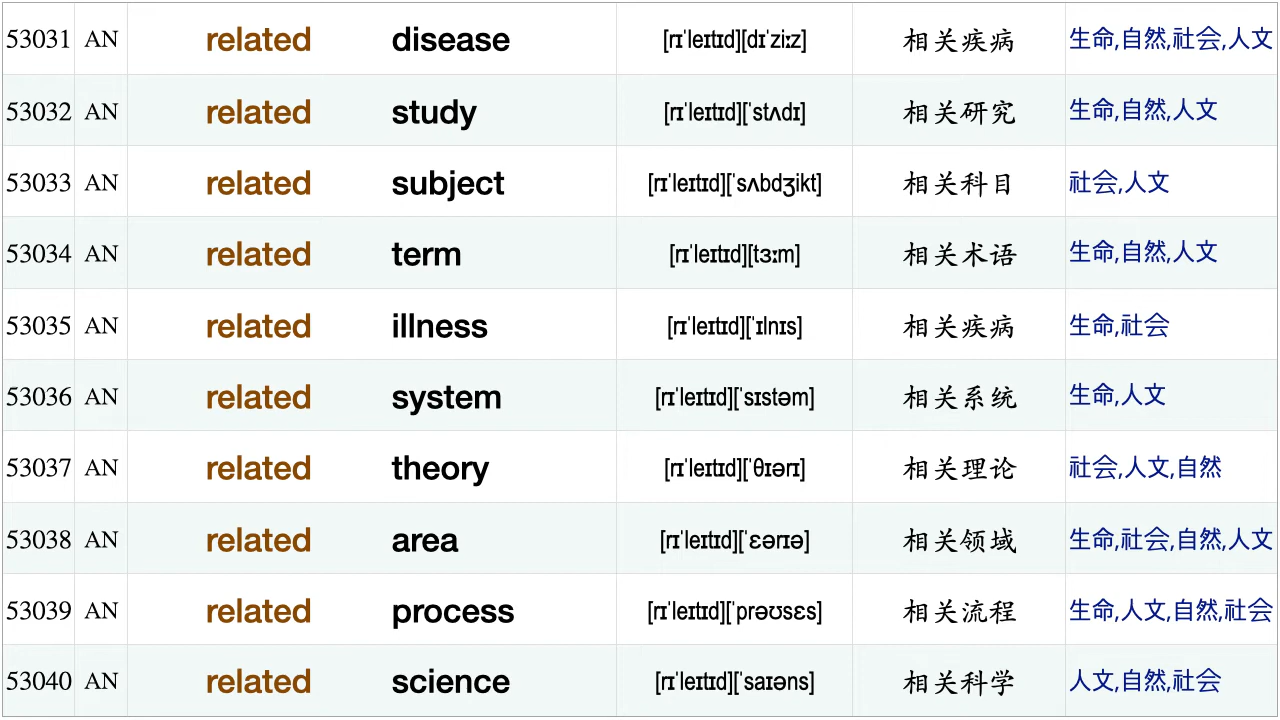 53031 AN related disease [rɪˈleɪtɪd][dɪˈziːz] 相关疾病 生命,自然,社会,人文
53032 AN related study [rɪˈleɪtɪd][ˈstʌdɪ] 相关研究 生命,自然,人文
53033 AN related subject [rɪˈleɪtɪd][ˈsʌbdʒikt] 相关科目 社会,人文
53034 AN related term [rɪˈleɪtɪd][tɜːm] 相关术语 生命,自然,人文
53035 AN related illness [rɪˈleɪtɪd][ˈɪlnɪs] 相关疾病 生命,社会
53036 AN related system [rɪˈleɪtɪd][ˈsɪstəm] 相关系统 生命,人文
53037 AN related theory [rɪˈleɪtɪd][ˈθɪərɪ] 相关理论 社会,人文,自然
53038 AN related area [rɪˈleɪtɪd][ˈɛərɪə] 相关领域 生命,社会,自然,人文
53039 AN related process [rɪˈleɪtɪd][ˈprəʊsɛs] 相关流程 生命,人文,自然,社会
53040 AN related science [rɪˈleɪtɪd][ˈsaɪəns] 相关科学 人文,自然,社会